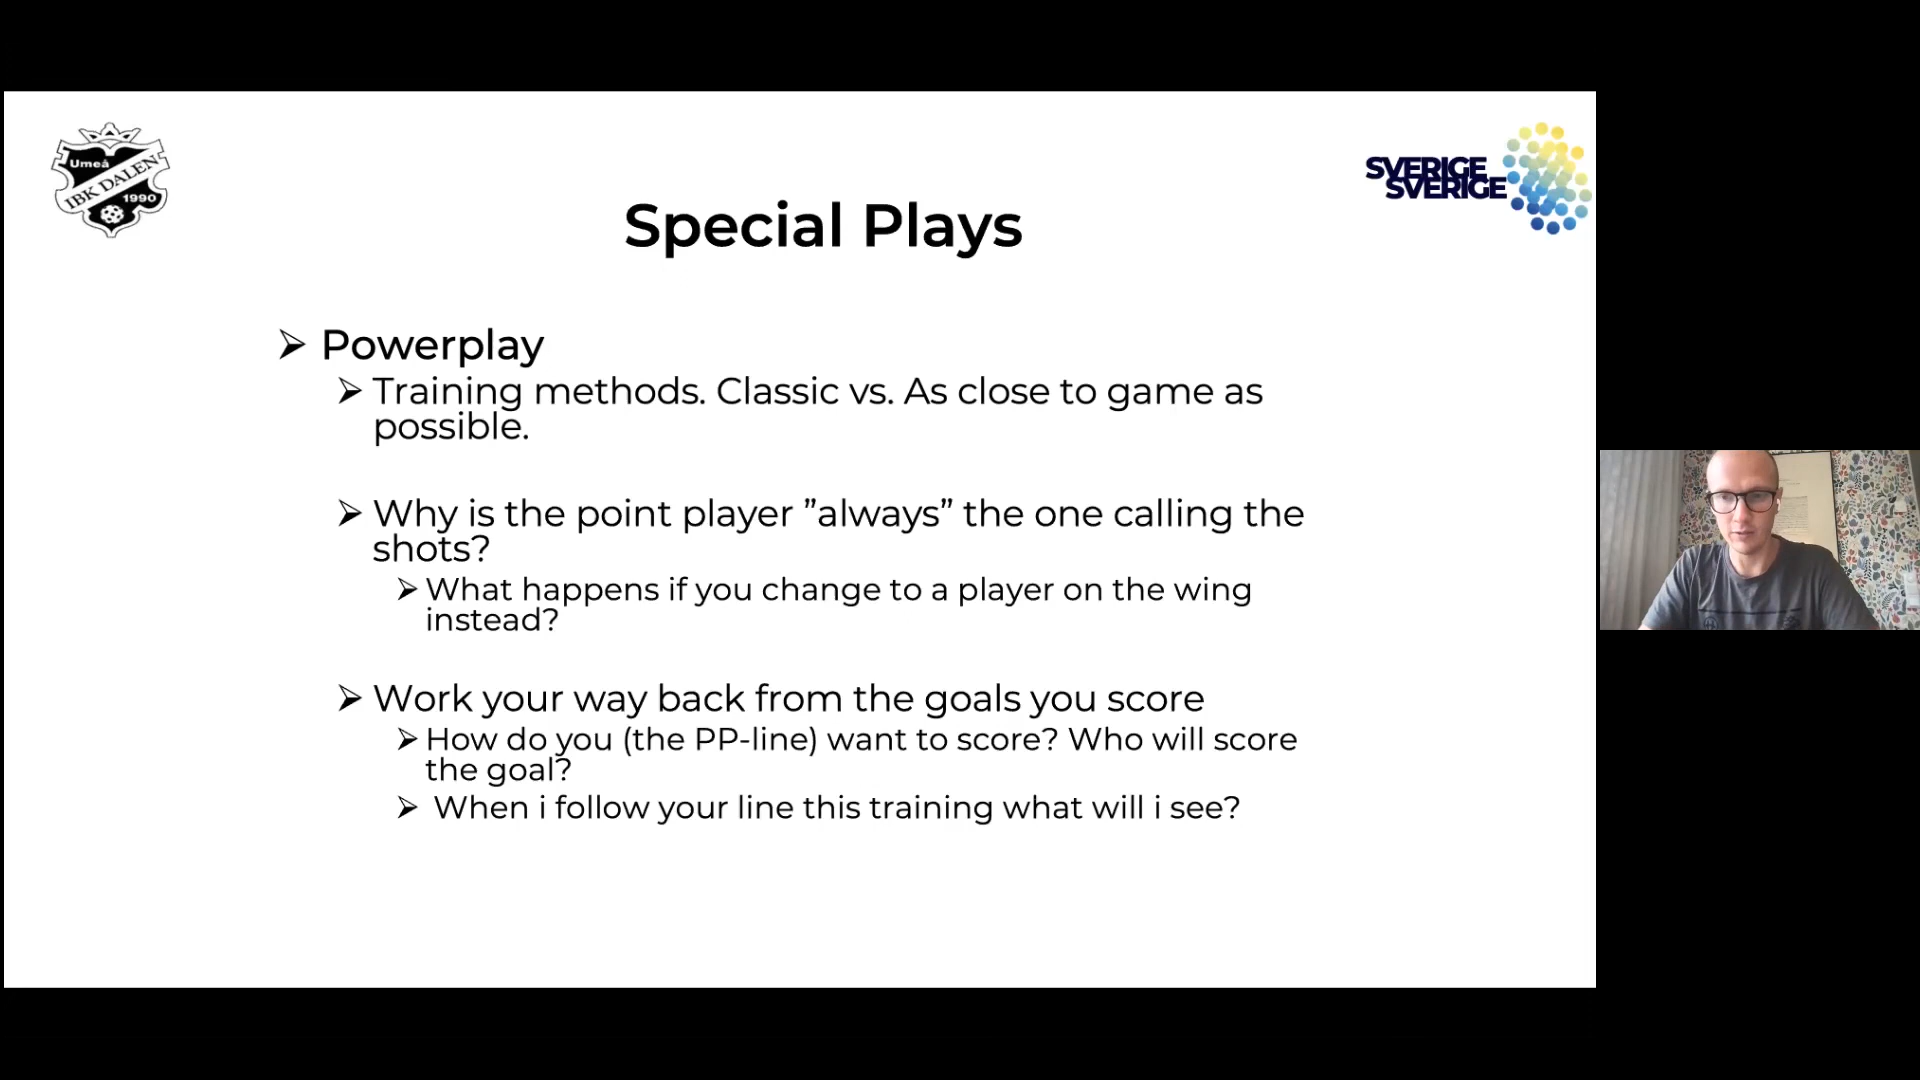 Umeå
IBK DALEN
1990
SVERIGE
SVERIGE
Special Plays
Powerplay
Training methods. Classic vs. As close to game as
possible.
Why is the point player ”always” the one calling the
shots?
What happens if you change to a player on the wing
instead?
Work your way back from the goals you score
How do you (the PP-line) want to score? Who will score
the goal?
When i follow your line this training what will i see?